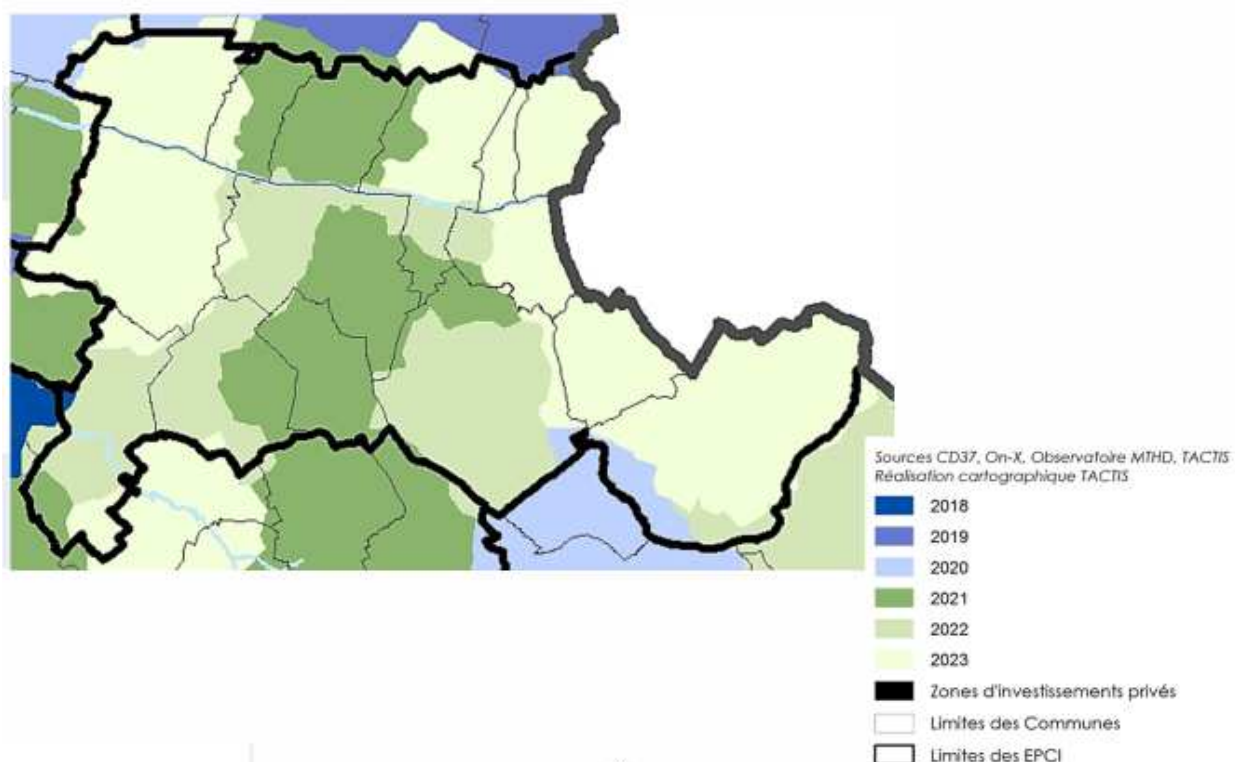 Sources CD37, On-X, Observatoire MTHD, TACTIS
Réalisation cartographique TACTIS
2018
2019
2020
2021
2022
2023
Zones d'investissements privés
Limites des Communes
Limites des EPCI